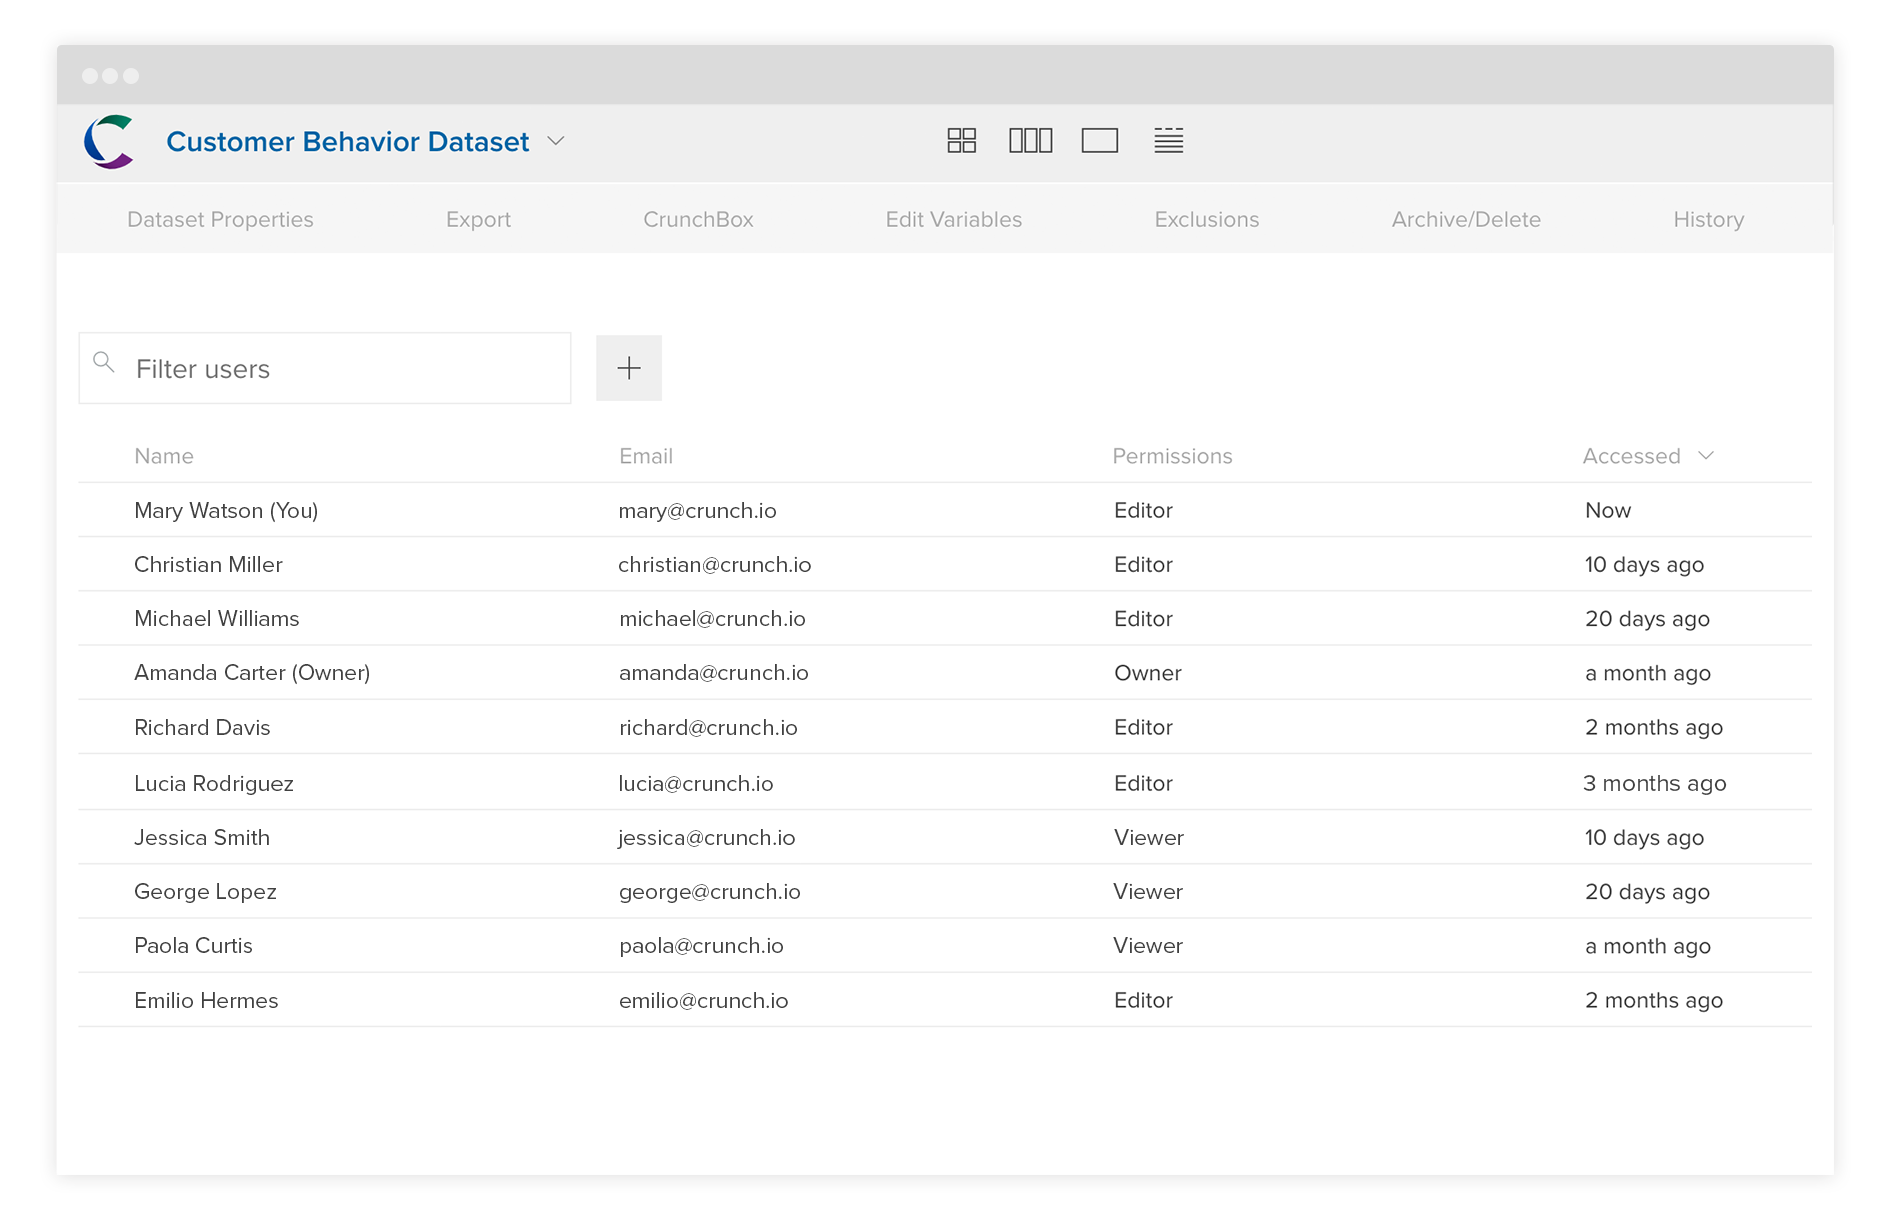 Customer Behavior Dataset
Dataset Properties Export CrunchBox Edit Variables Exclusions Archive/Delete History
Filter users
Name Email Permissions Accessed
Mary Watson (You) mary@crunch.io Editor Now
Christian Miller christian@crunch.io Editor 10 days ago
Michael Williams michael@crunch.io Editor 20 days ago
Amanda Carter (Owner) amanda@crunch.io Owner a month ago
Richard Davis richard@crunch.io Editor 2 months ago
Lucia Rodriguez lucia@crunch.io Editor 3 months ago
Jessica Smith jessica@crunch.io Viewer 10 days ago
George Lopez george@crunch.io Viewer 20 days ago
Paola Curtis paola@crunch.io Viewer a month ago
Emilio Hermes emilio@crunch.io Editor 2 months ago